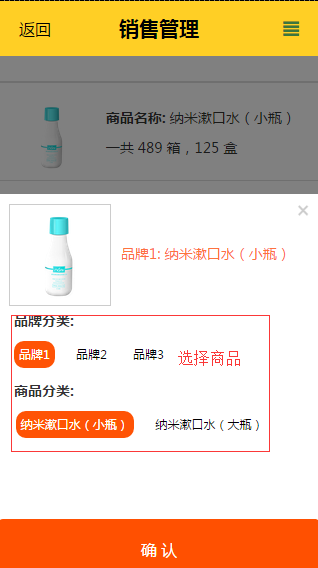 返回 销售管理
商品名称: 纳米漱口水（小瓶）
一共 489 箱，125 盒
×
品牌1: 纳米漱口水（小瓶）
品牌分类:
品牌1 品牌2 品牌3 选择商品
商品分类:
纳米漱口水（小瓶） 纳米漱口水（大瓶）
确 认